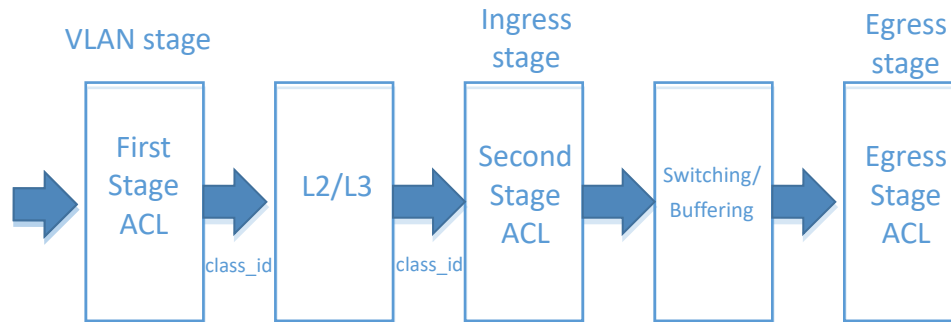 VLAN stage
Ingress
stage
Egress
stage
First
Stage
ACL
class_id
L2/L3
class_id
Second
Stage
ACL
Switching/
Buffering
Egress
Stage
ACL